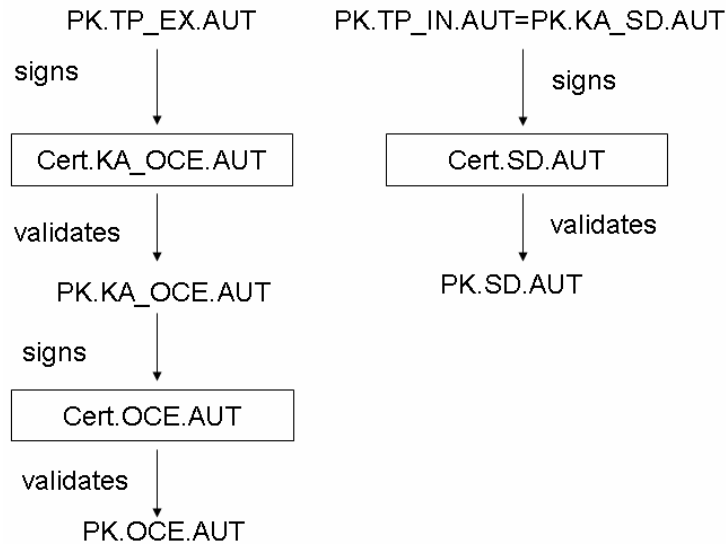 PK.TP_EX.AUT
signs
Cert.KA_OCE.AUT
validates
PK.KA_OCE.AUT
signs
Cert.OCE.AUT
validates
PK.OCE.AUT
PK.TP_IN.AUT=PK.KA_SD.AUT
signs
Cert.SD.AUT
validates
PK.SD.AUT